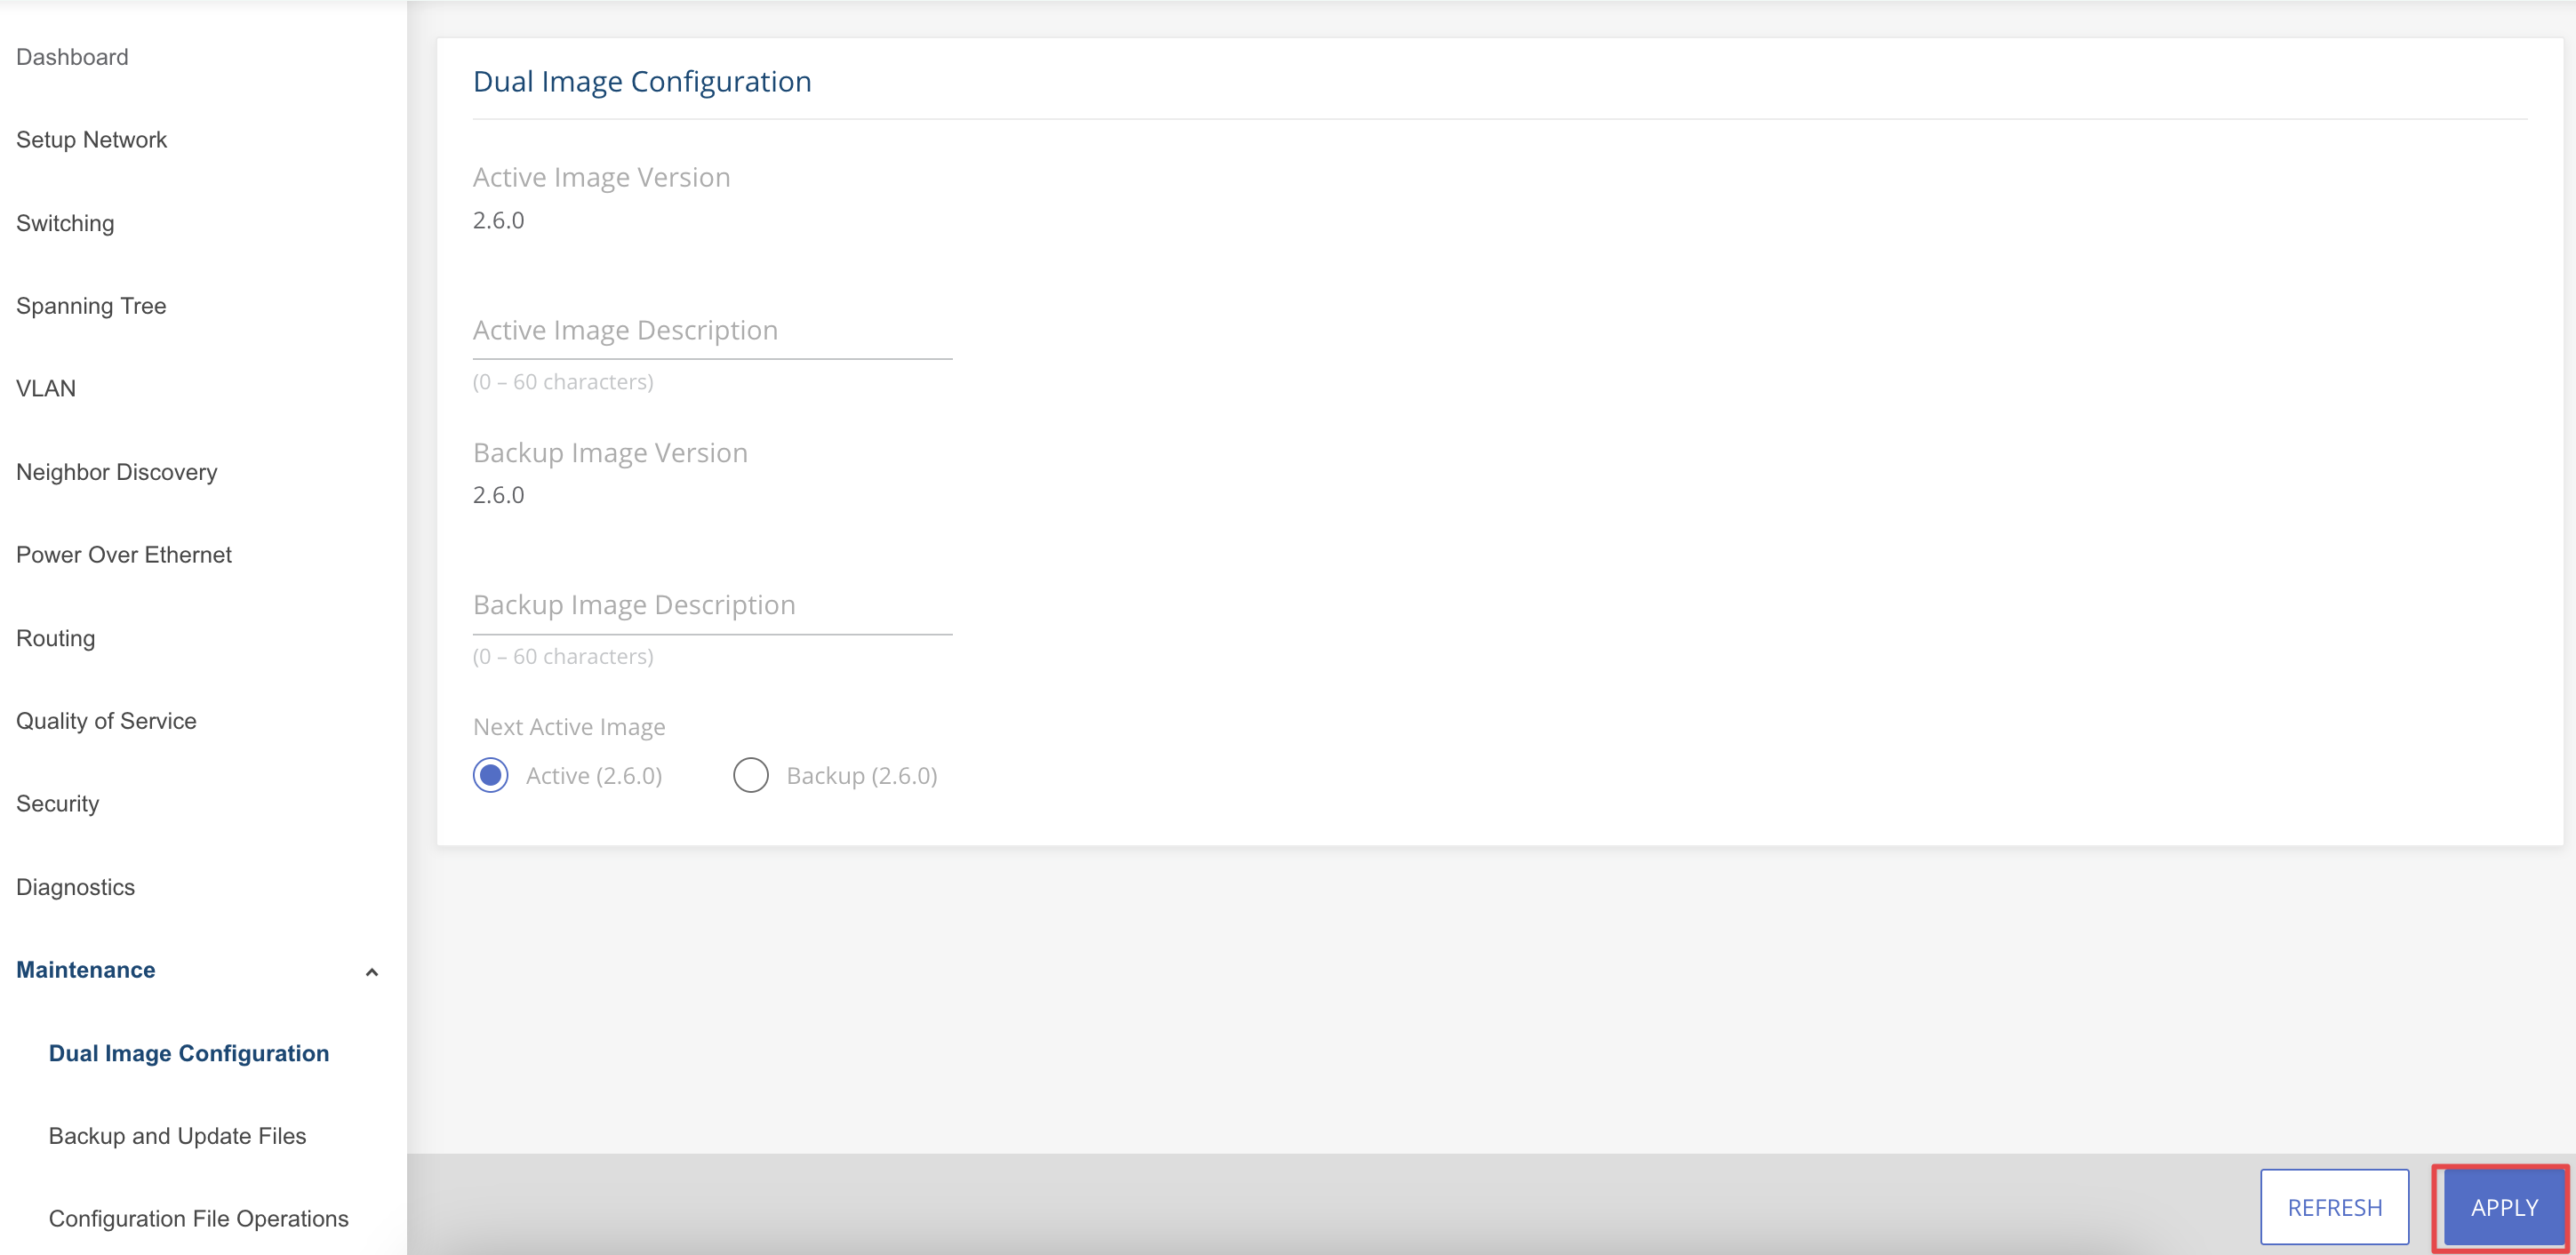 Dashboard
Setup Network
Switching
Spanning Tree
VLAN
Neighbor Discovery
Power Over Ethernet
Routing
Quality of Service
Security
Diagnostics
Maintenance
Dual Image Configuration
Backup and Update Files
Configuration File Operations
Dual Image Configuration
Active Image Version
2.6.0
Active Image Description
(0 – 60 characters)
Backup Image Version
2.6.0
Backup Image Description
(0 – 60 characters)
Next Active Image
Active (2.6.0) Backup (2.6.0)
REFRESH APPLY